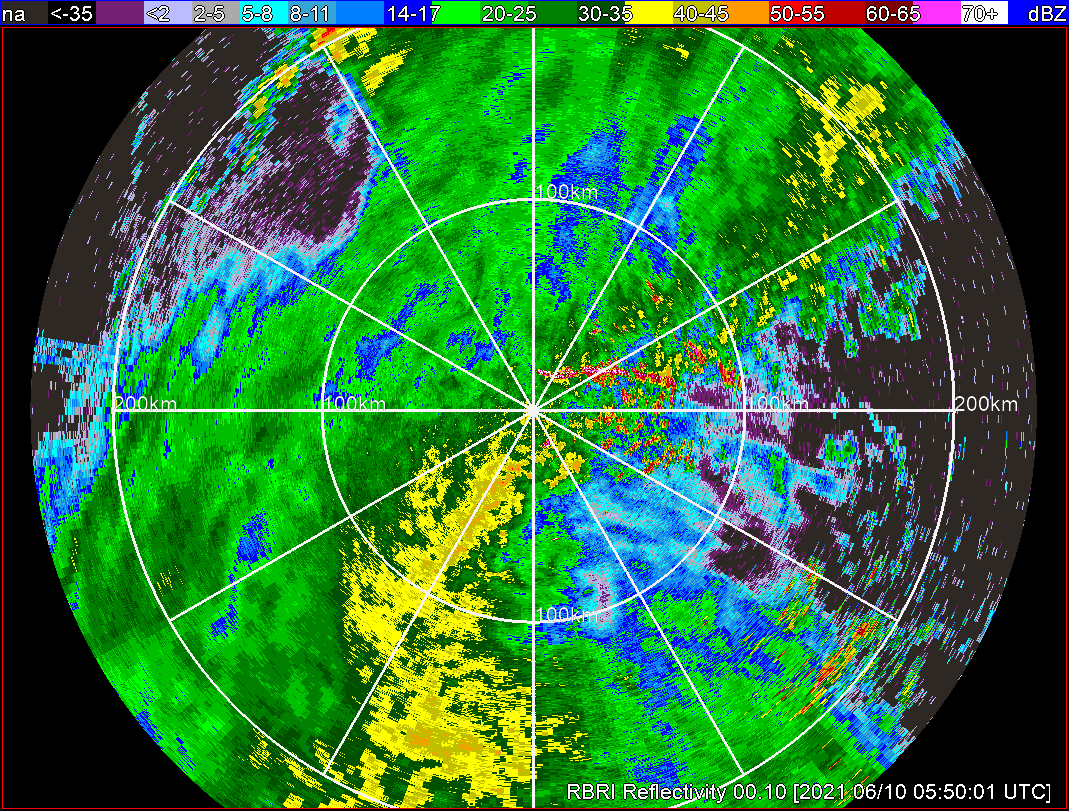 na <-35 <2 2-5 5-8 8-11 14-17 20-25 30-35 40-45 50-55 60-65 70+ dBZ
100km
200km 100km 100km 200km
100km
RBRI Reflectivity 00.10 [2021 06/10 05:50:01 UTC]